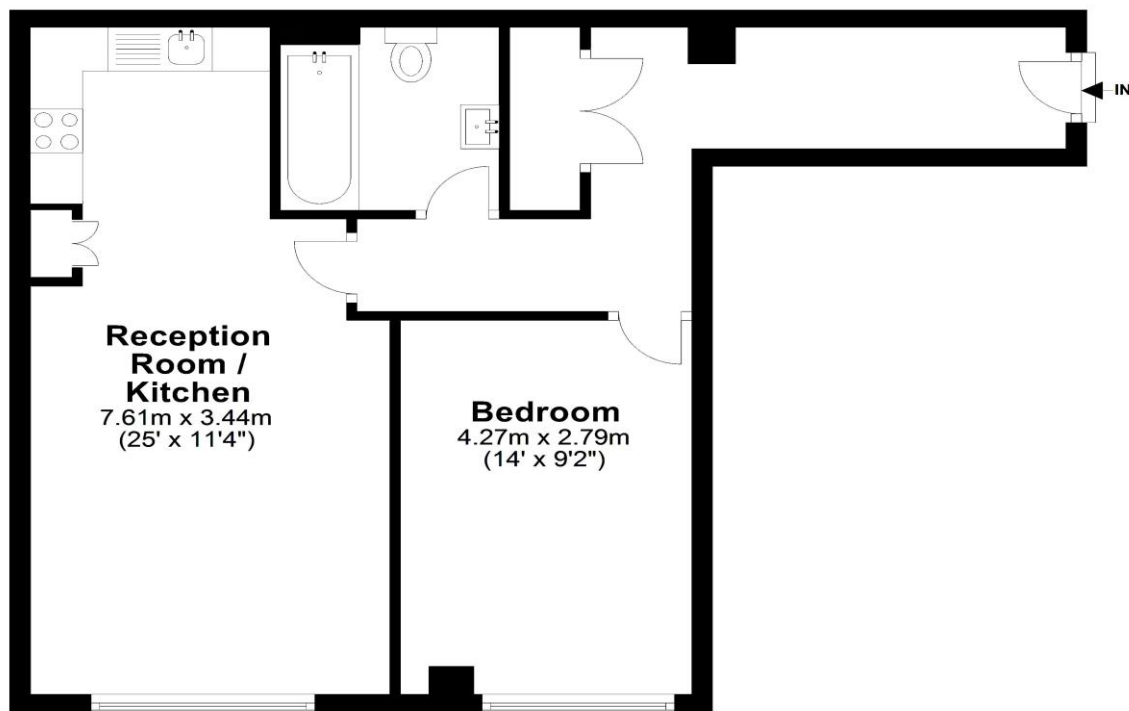 IN
Reception
Room /
Kitchen
7.61m x 3.44m
(25' x 11'4")
Bedroom
4.27m x 2.79m
(14' x 9'2")